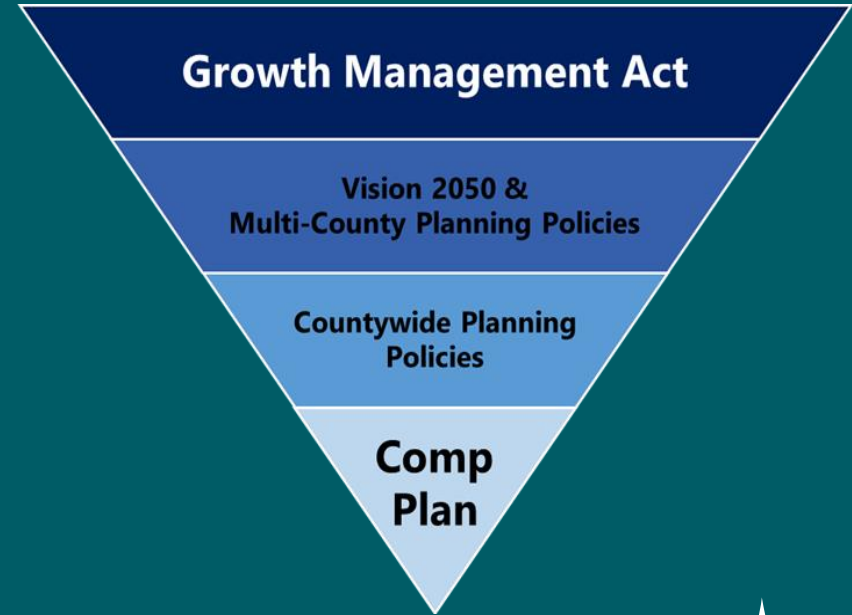 Growth Management Act
Vision 2050 &
Multi-County Planning Policies
Countywide Planning
Policies
Comp
Plan